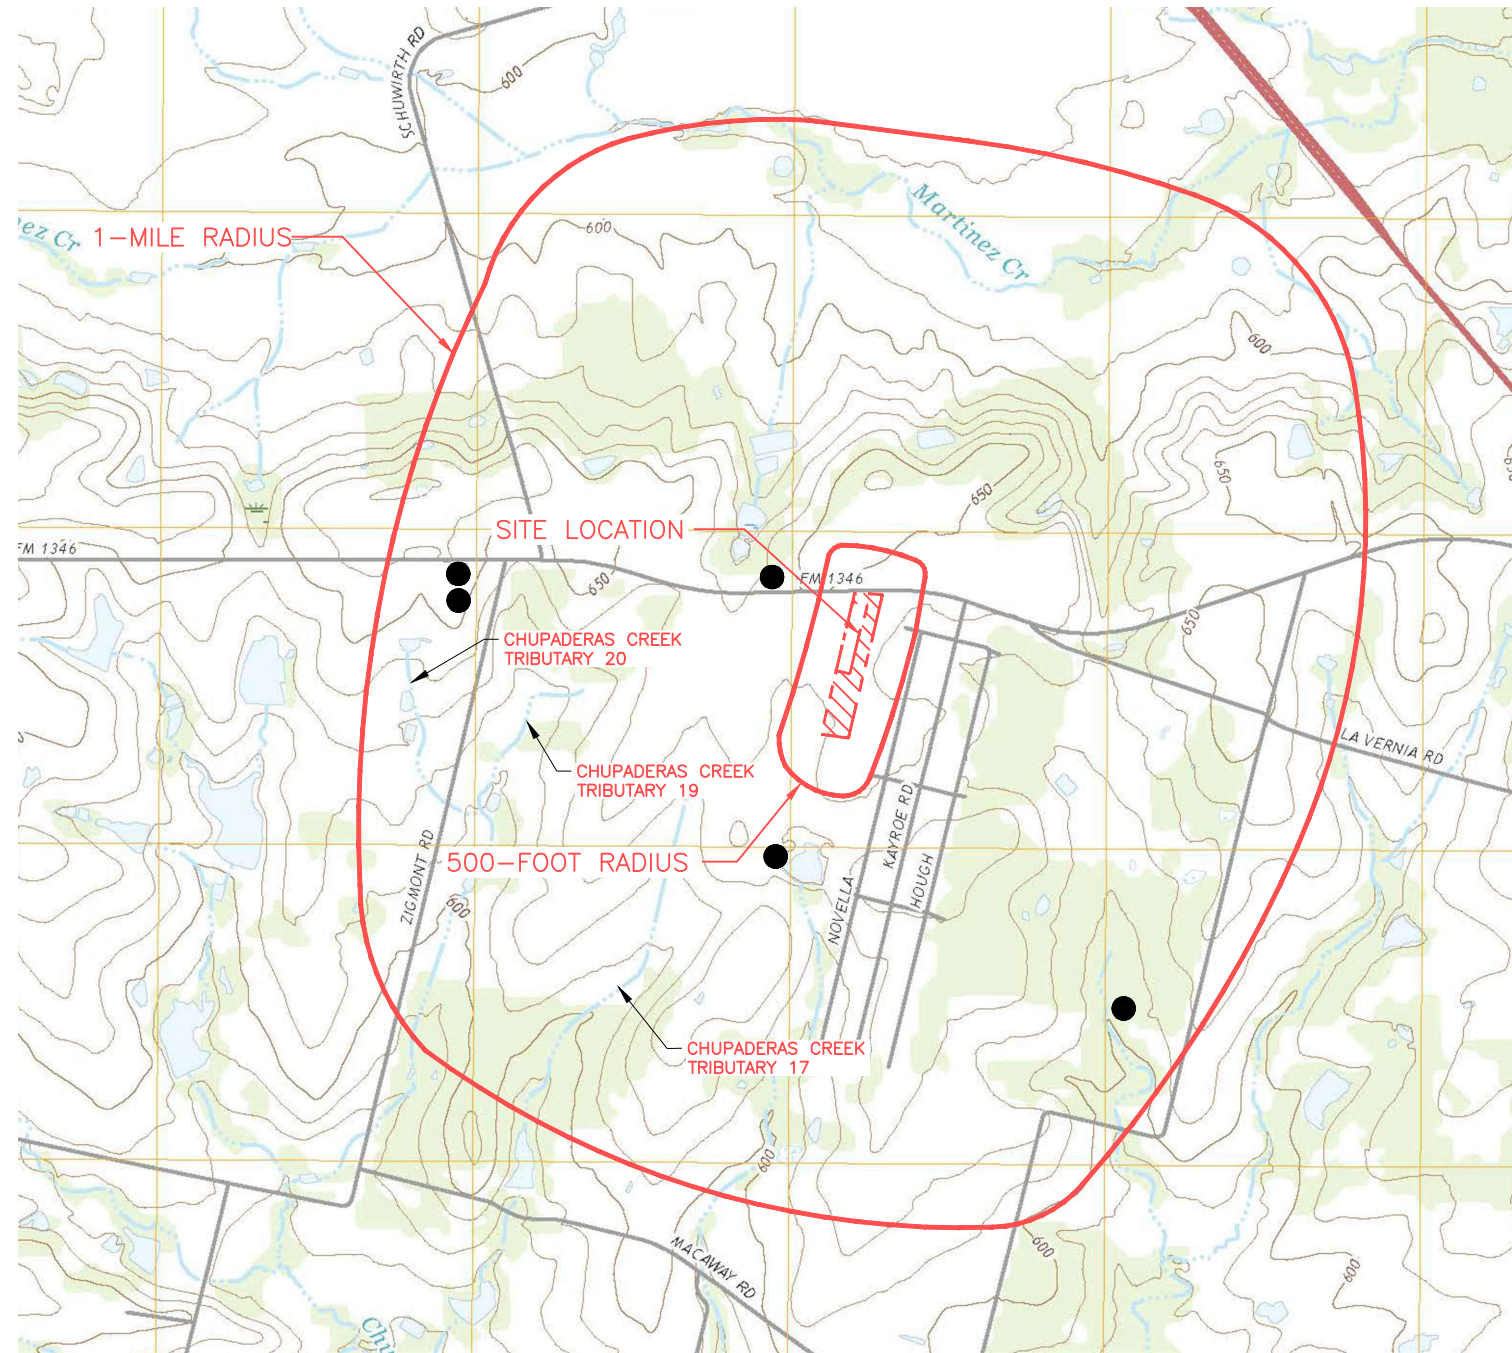 SCHUWIRTH RD
600
Martinez Cr
ez Cr
1-MILE RADIUS
600
600
650
650
650
SITE LOCATION
FM 1346
FM 1346
650
650
CHUPADERAS CREEK
TRIBUTARY 20
LA VERNIA RD
CHUPADERAS CREEK
TRIBUTARY 19
KAYROE RD
ZIGMONT RD
500-FOOT RADIUS
HOUGH
NOVELLA
600
CHUPADERAS CREEK
TRIBUTARY 17
600
MACAWAY RD
600
600
Chu